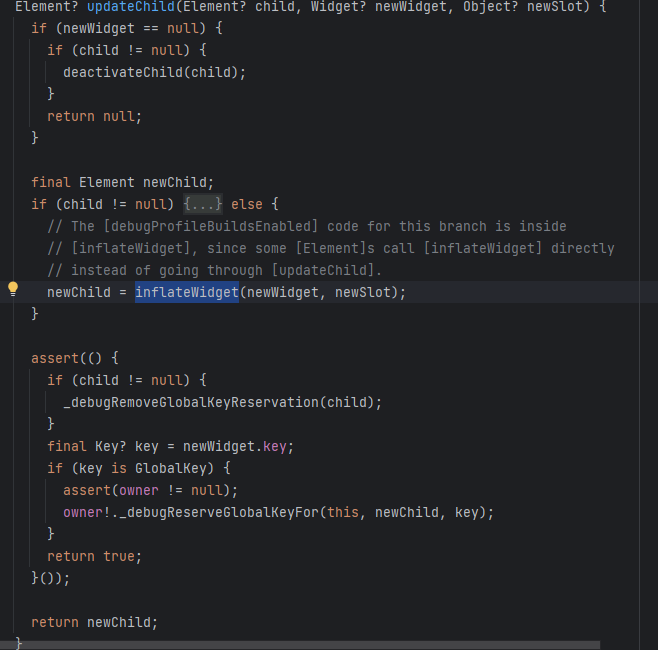 Element? updateChild(Element? child, Widget? newWidget, Object? newSlot) {
if (newWidget == null) {
if (child != null) {
deactivateChild(child);
}
return null;
}
final Element newChild;
if (child != null) {...} else {
// The [debugProfileBuildsEnabled] code for this branch is inside
// [inflateWidget], since some [Element]s call [inflateWidget] directly
// instead of going through [updateChild].
newChild = inflateWidget(newWidget, newSlot);
}
assert(() {
if (child != null) {
_debugRemoveGlobalKeyReservation(child);
}
final Key? key = newWidget.key;
if (key is GlobalKey) {
assert(owner != null);
owner!._debugReserveGlobalKeyFor(this, newChild, key);
}
return true;
}());
return newChild;
}